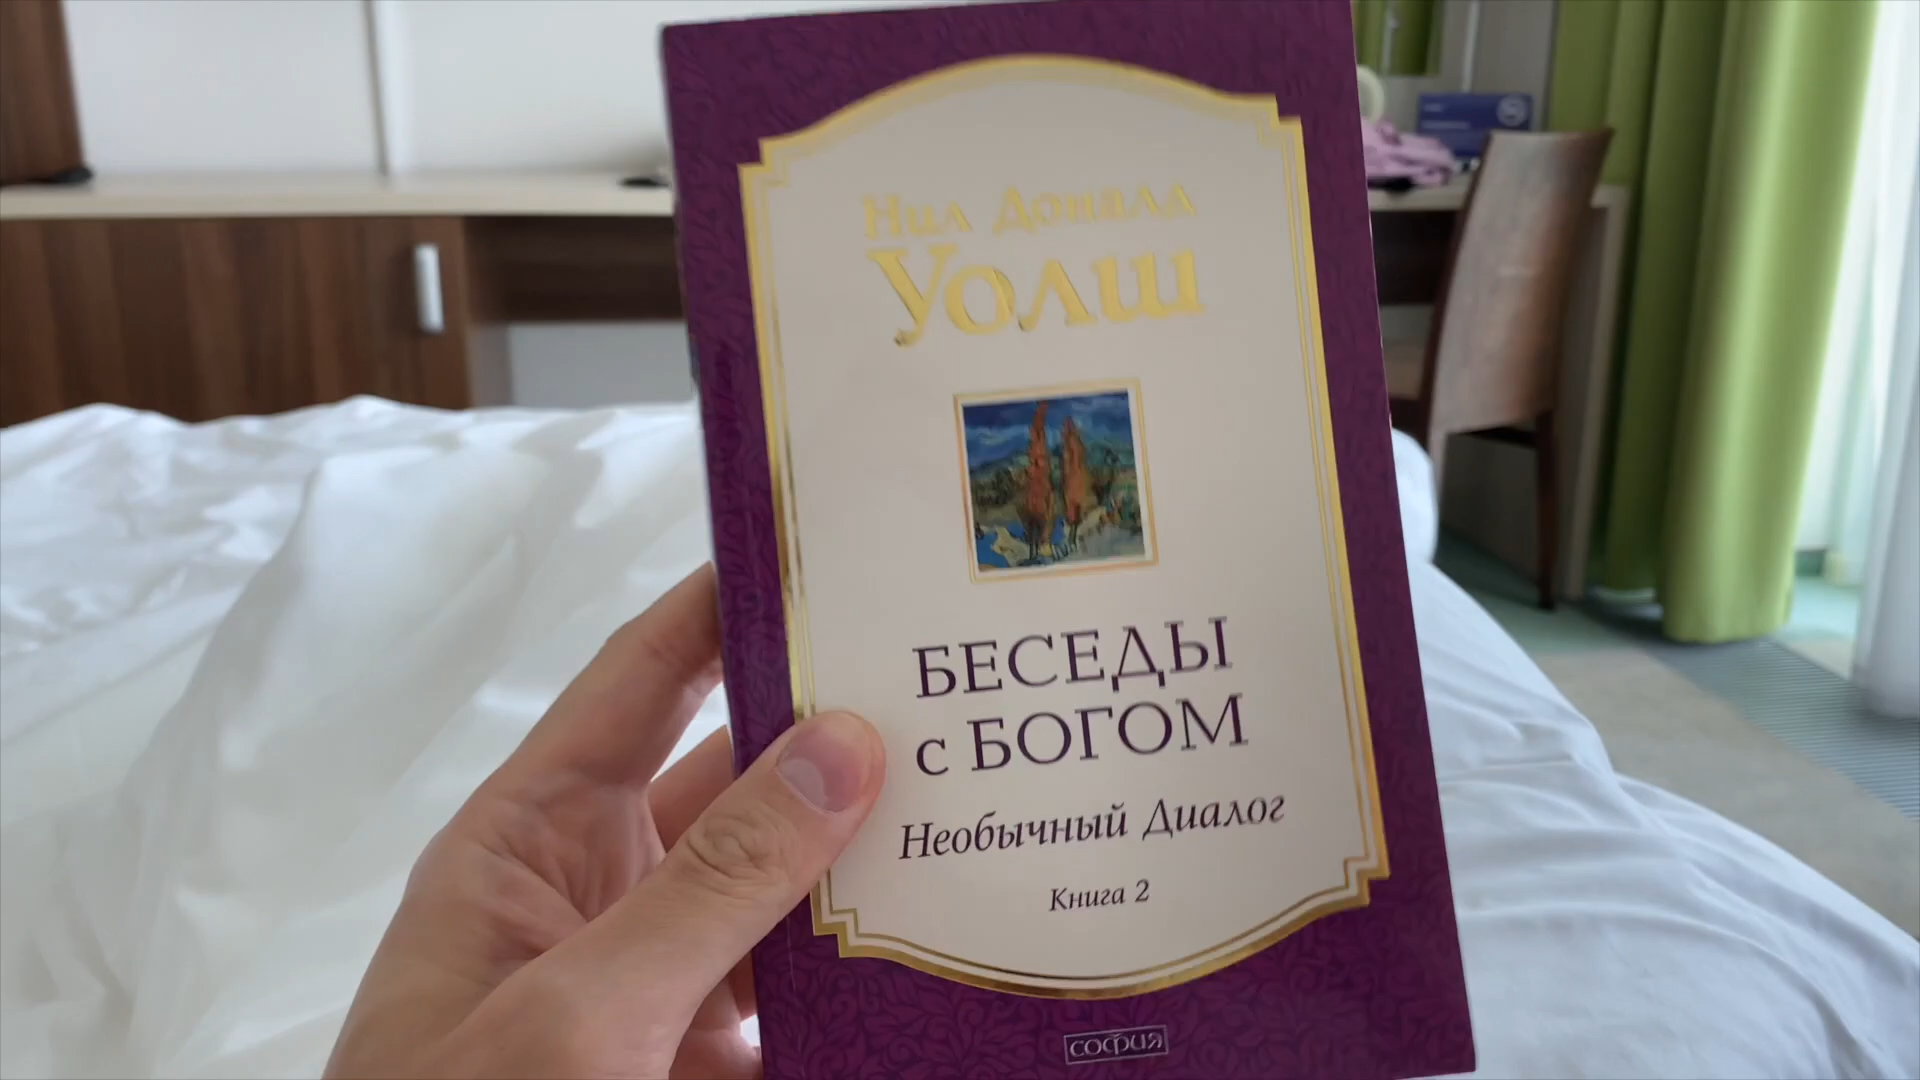 Нил Доналд
Уолш
БЕСЕДЫ
с БОГОМ
Необычный Диалог
Книга 2
софия